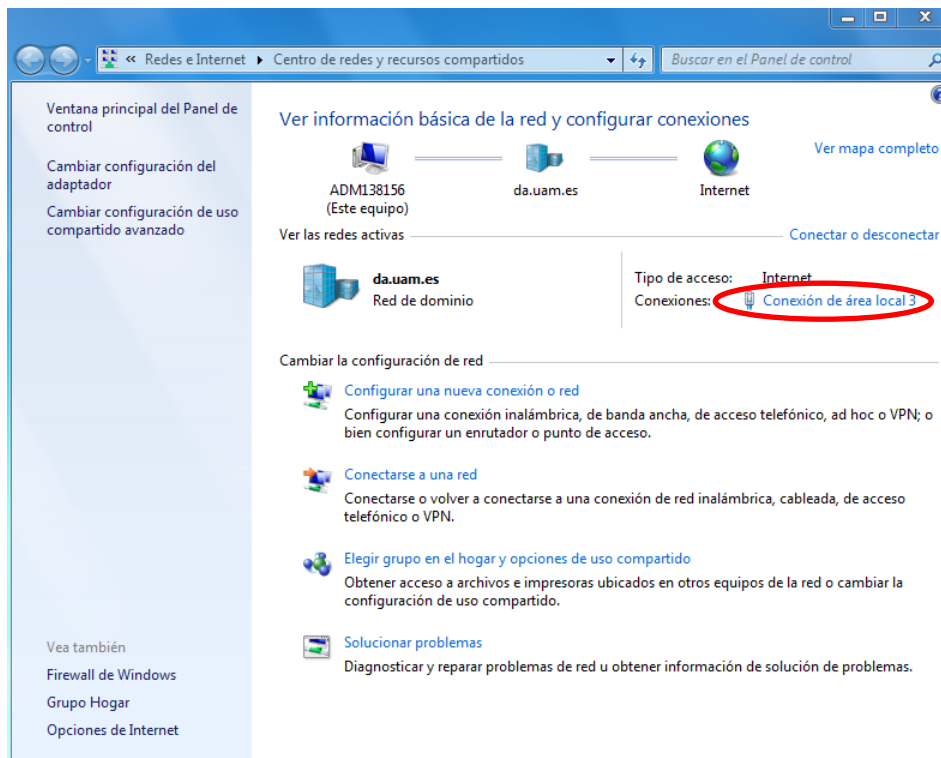 « Redes e Internet ▸ Centro de redes y recursos compartidos
Buscar en el Panel de control
Ventana principal del Panel de
control
Cambiar configuración del
adaptador
Cambiar configuración de uso
compartido avanzado
Vea también
Firewall de Windows
Grupo Hogar
Opciones de Internet
Ver información básica de la red y configurar conexiones
Ver mapa completo
ADM138156
(Este equipo)
da.uam.es
Internet
Ver las redes activas
Conectar o desconectar
da.uam.es
Red de dominio
Tipo de acceso: Internet
Conexiones: Conexión de área local 3
Cambiar la configuración de red
Configurar una nueva conexión o red
Configurar una conexión inalámbrica, de banda ancha, de acceso telefónico, ad hoc o VPN; o
bien configurar un enrutador o punto de acceso.
Conectarse a una red
Conectarse o volver a conectarse a una conexión de red inalámbrica, cableada, de acceso
telefónico o VPN.
Elegir grupo en el hogar y opciones de uso compartido
Obtener acceso a archivos e impresoras ubicados en otros equipos de la red o cambiar la
configuración de uso compartido.
Solucionar problemas
Diagnosticar y reparar problemas de red u obtener información de solución de problemas.